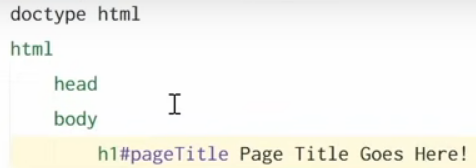 doctype html
html
head
body
h1#pageTitle Page Title Goes Here!